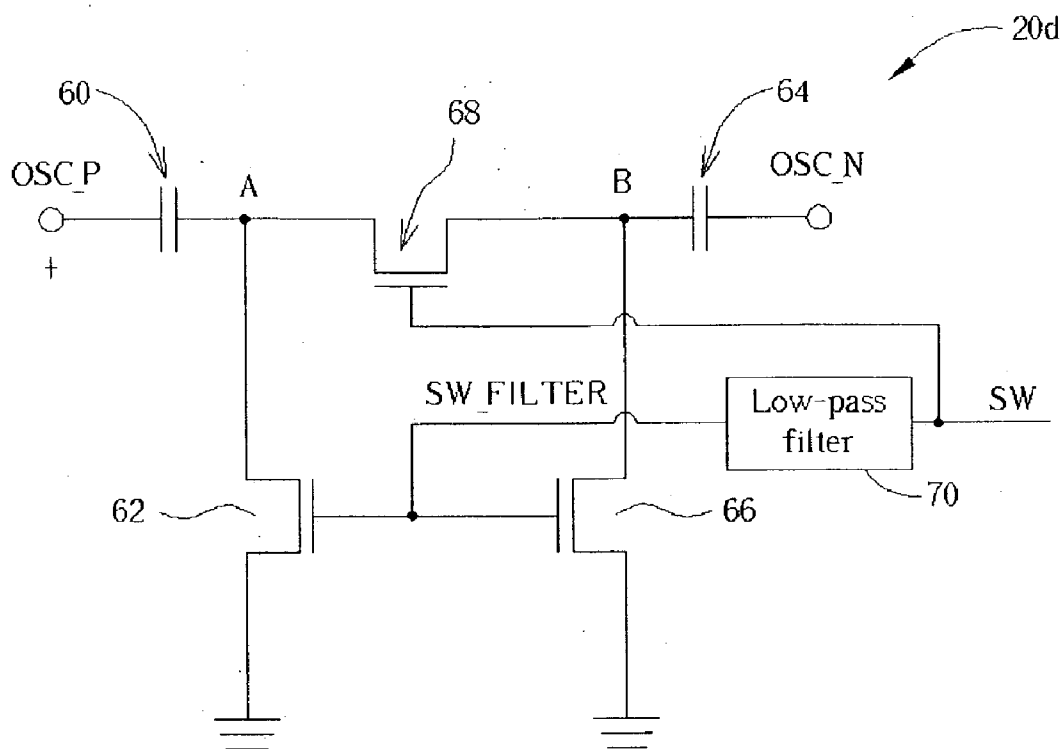 20d
60
64
68
OSC_P
OSC_N
A
B
+
SW_FILTER
Low-pass
filter
SW
62
66
70